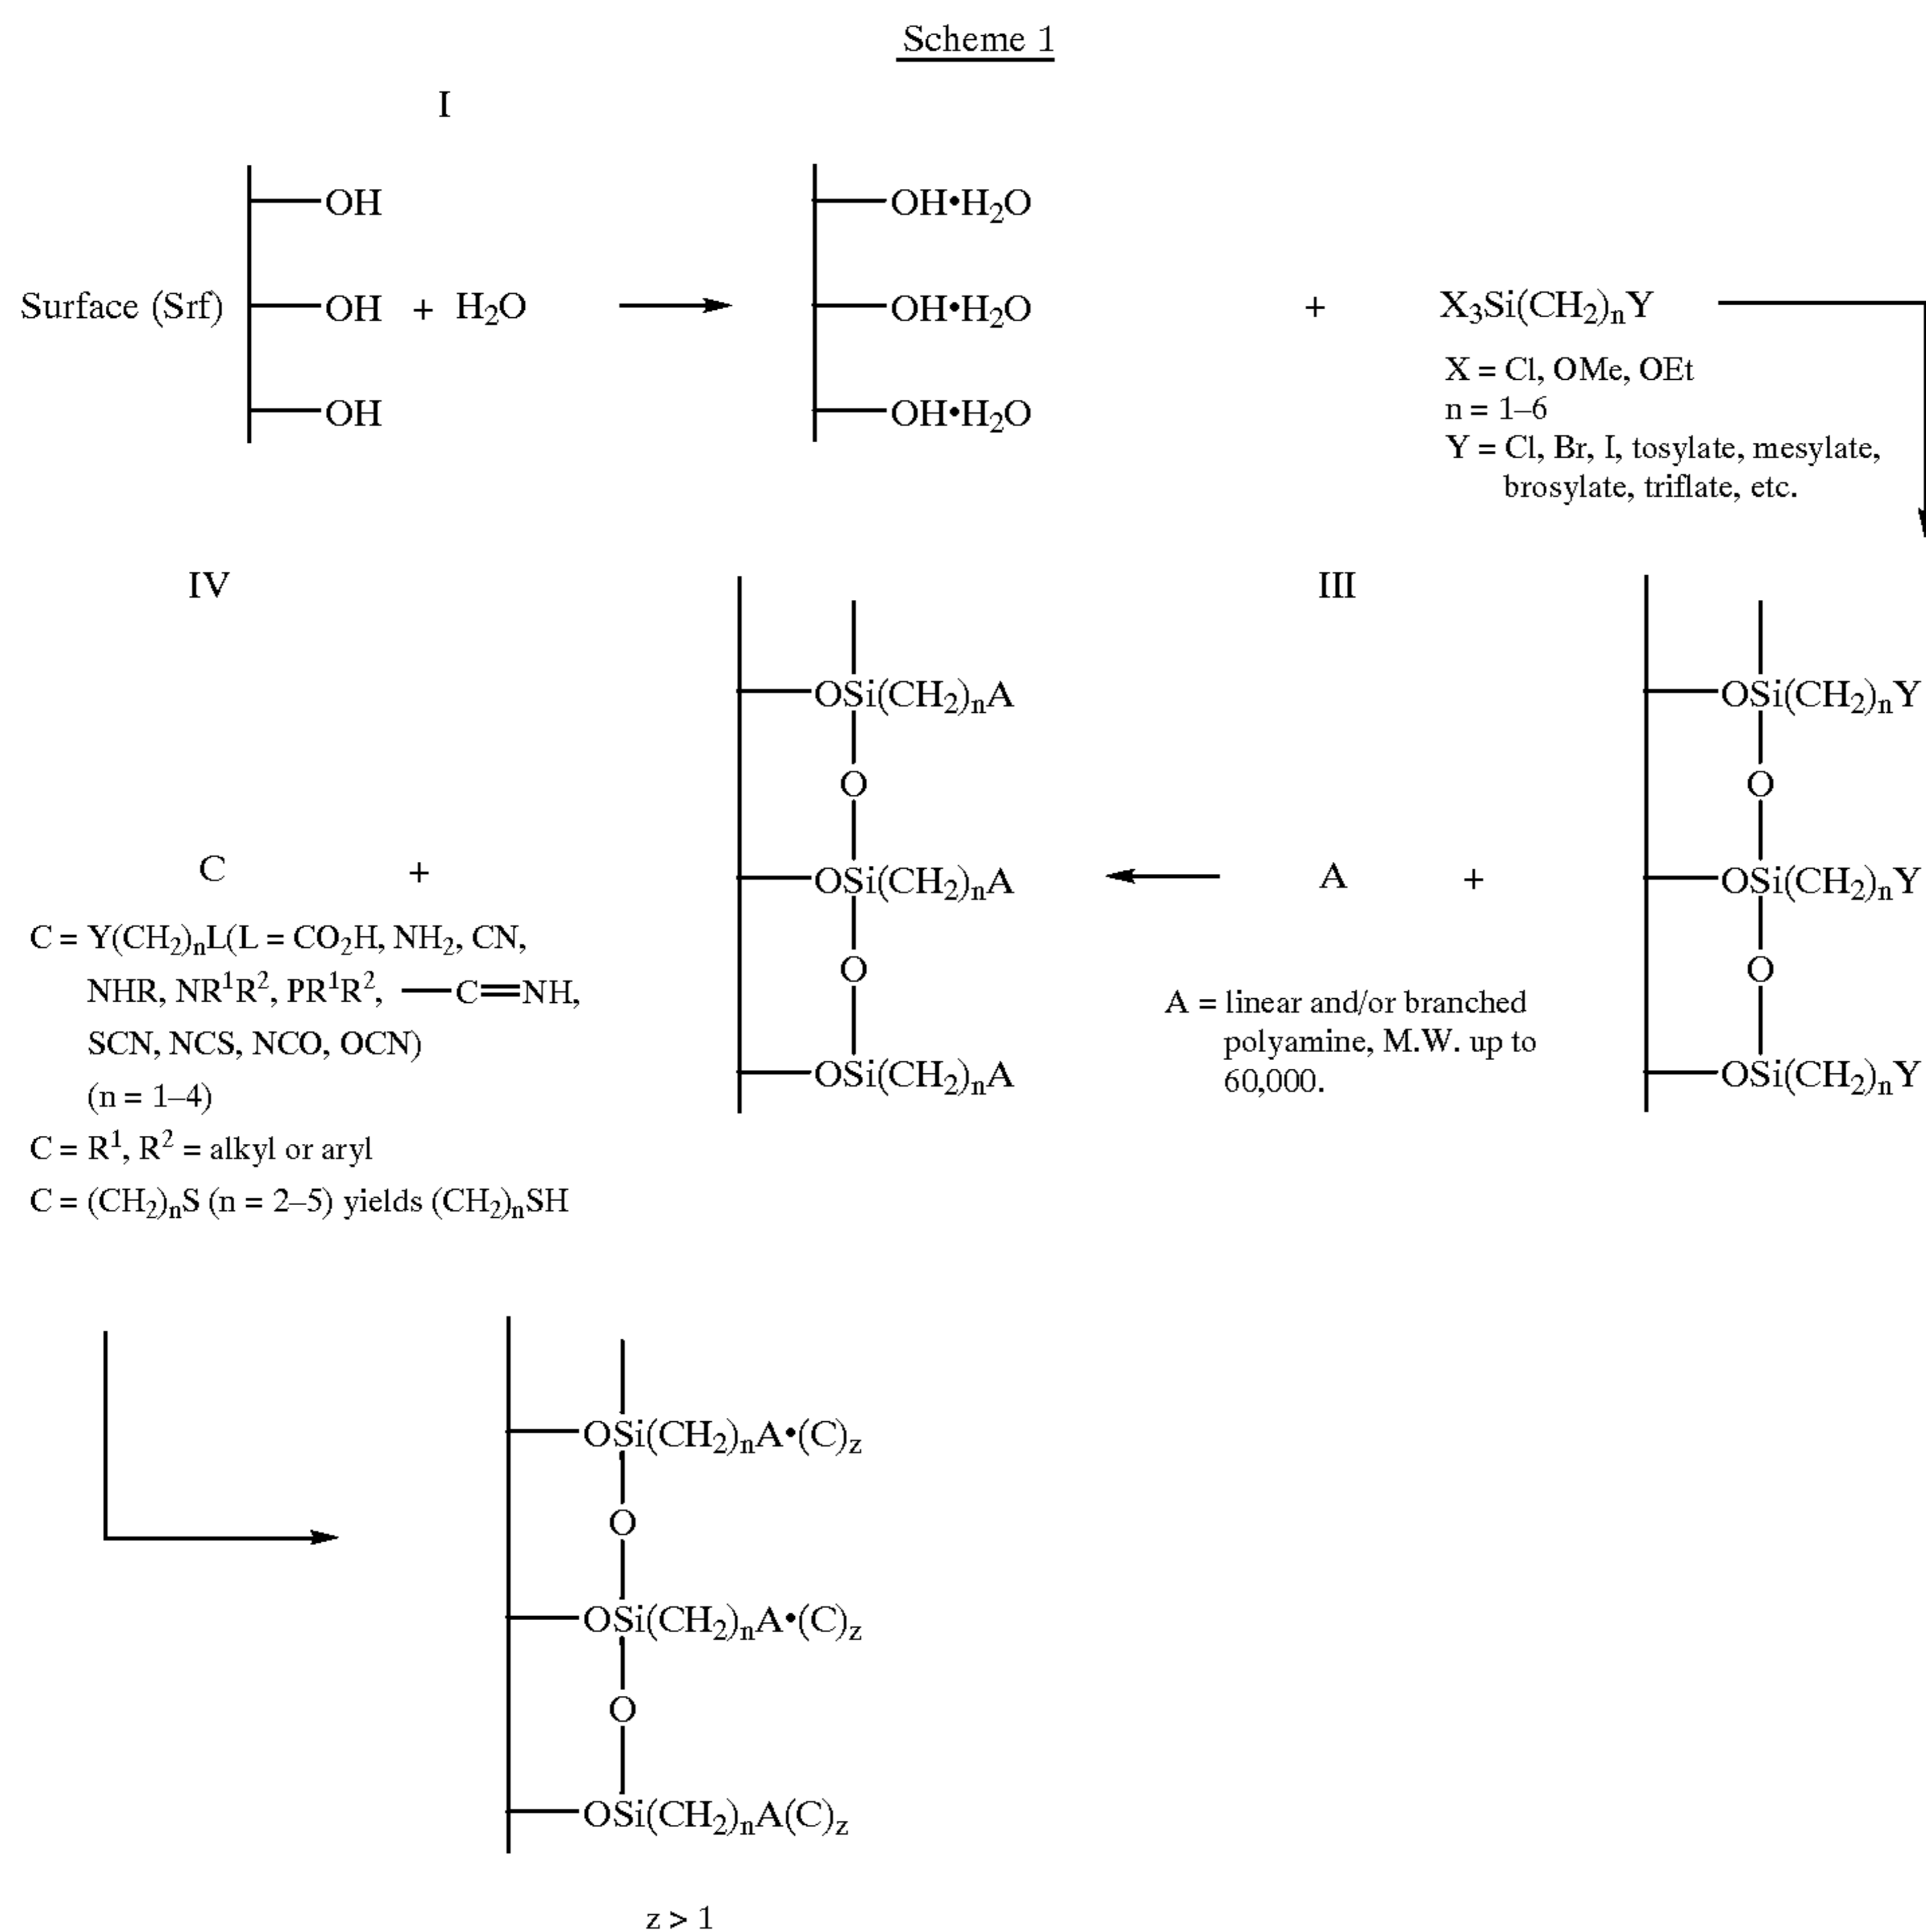 Scheme 1
I
OH
Surface (Srf) OH + H₂O
OH
OH•H₂O
OH•H₂O
OH•H₂O
+ X₃Si(CH₂)ₙY
X = Cl, OMe, OEt
n = 1–6
Y = Cl, Br, I, tosylate, mesylate,
brosylate, triflate, etc.
III
OSi(CH₂)ₙY
O
OSi(CH₂)ₙY
O
OSi(CH₂)ₙY
A +
A = linear and/or branched
polyamine, M.W. up to
60,000.
IV
OSi(CH₂)ₙA
O
OSi(CH₂)ₙA
O
OSi(CH₂)ₙA
C +
C = Y(CH₂)ₙL(L = CO₂H, NH₂, CN,
NHR, NR¹R², PR¹R², —C=NH,
SCN, NCS, NCO, OCN)
(n = 1–4)
C = R¹, R² = alkyl or aryl
C = (CH₂)ₙS (n = 2–5) yields (CH₂)ₙSH
OSi(CH₂)ₙA•(C)z
O
OSi(CH₂)ₙA•(C)z
O
OSi(CH₂)ₙA(C)z
z > 1